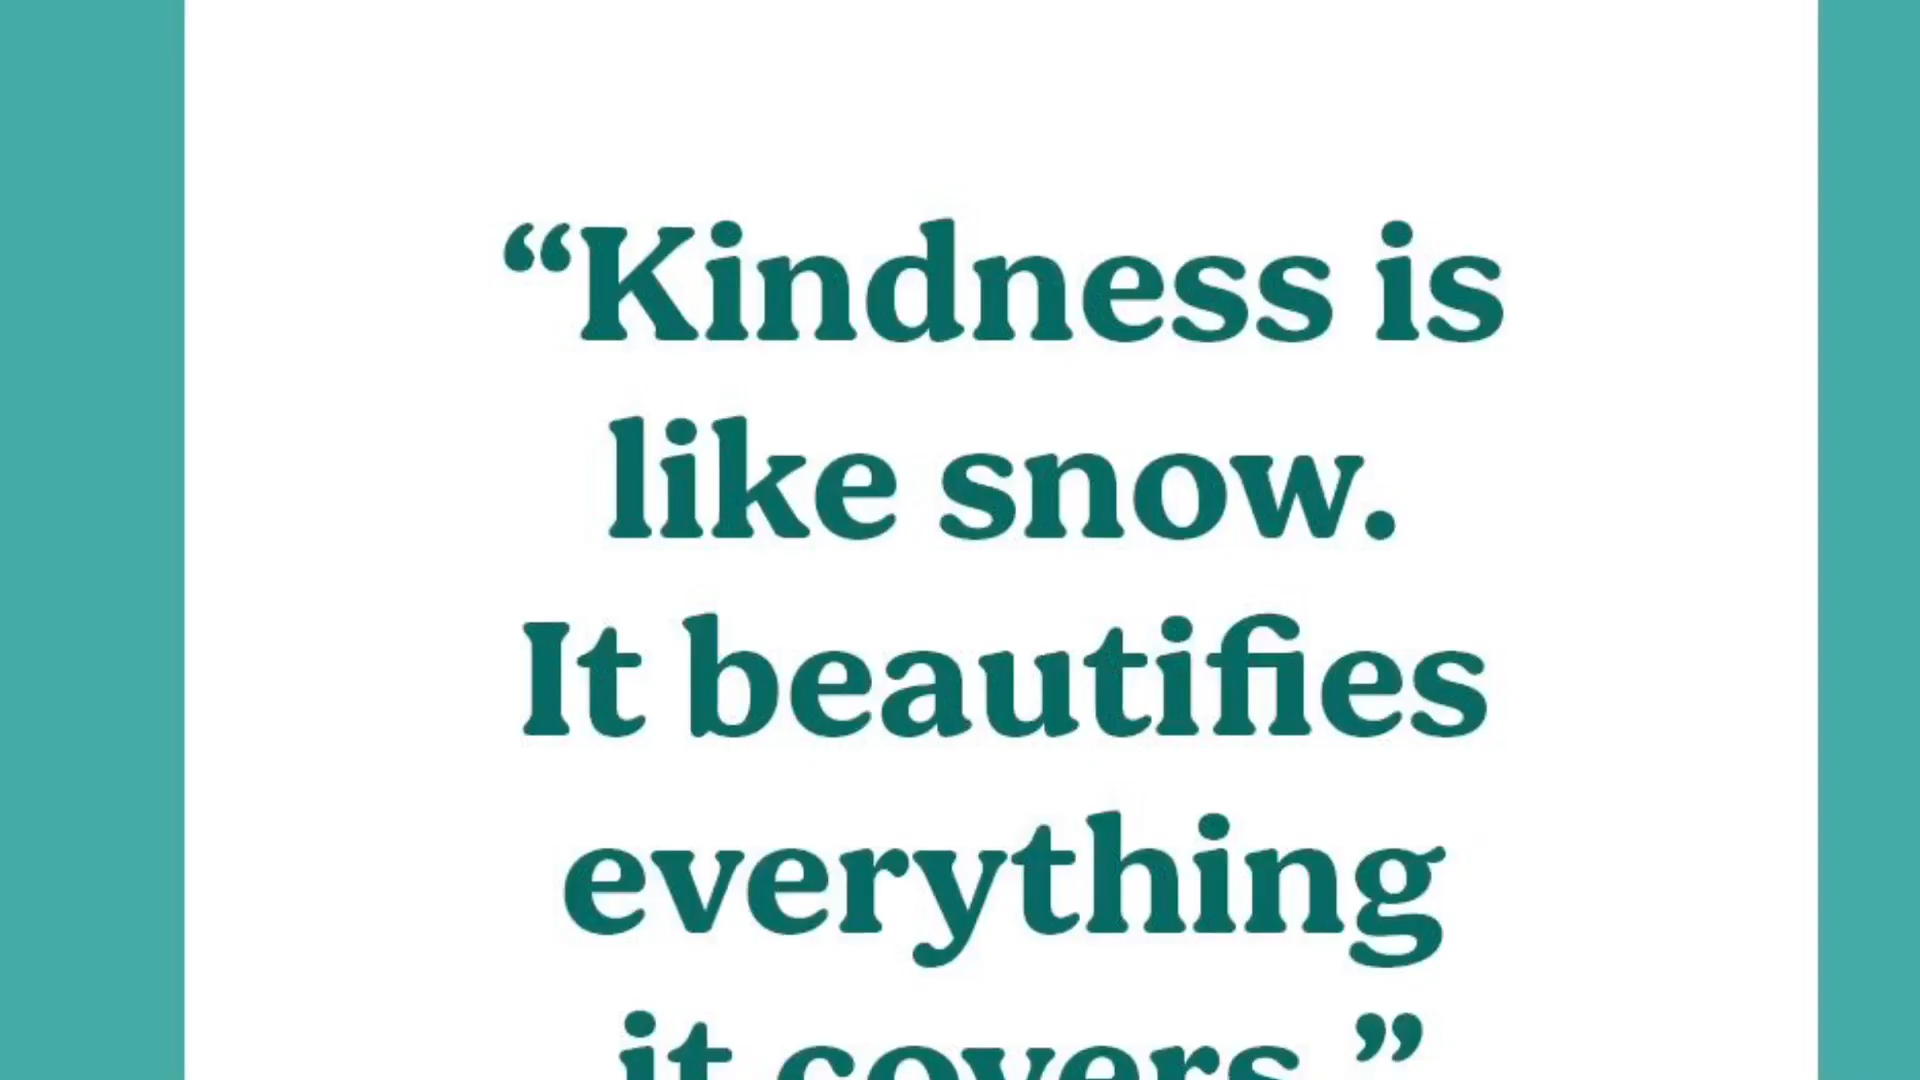 “Kindness is
like snow.
It beautifies
everything
it covers.”